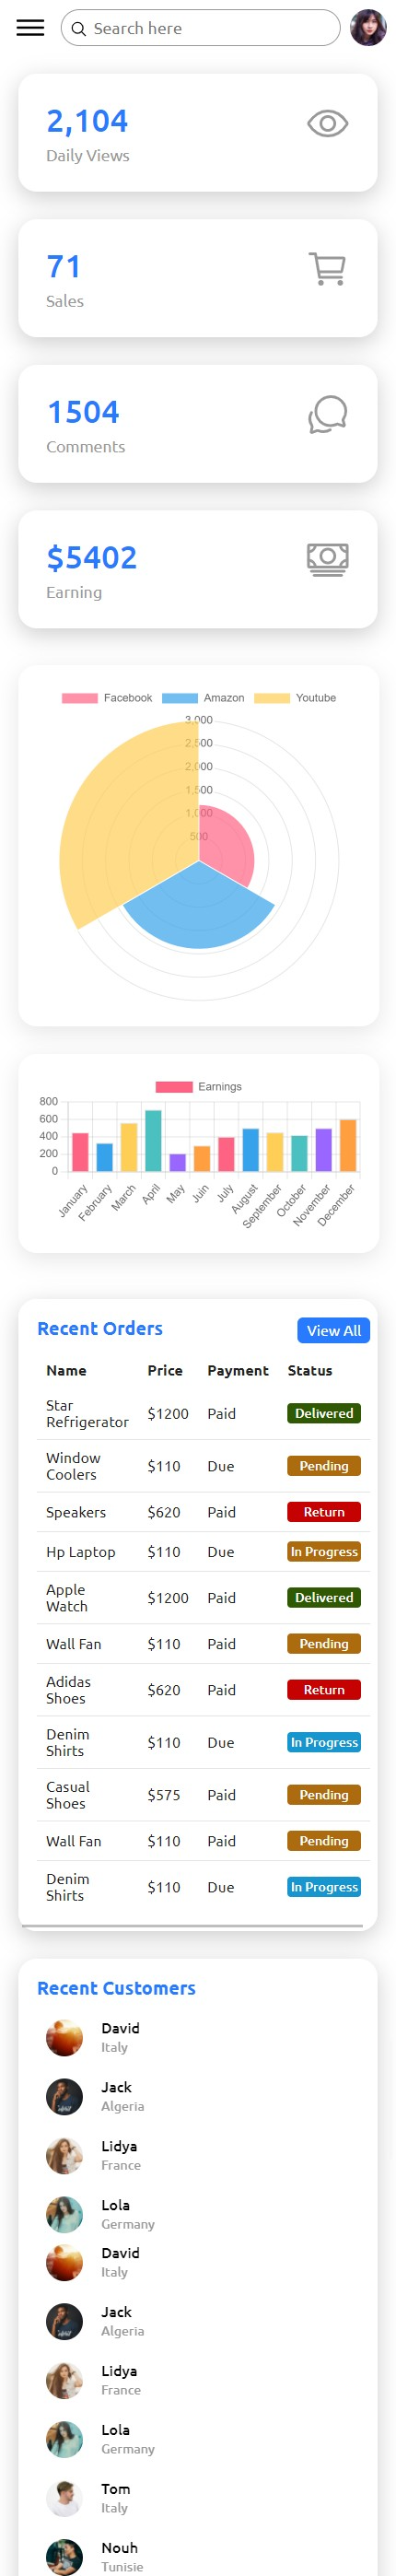 Search here
2,104
Daily Views
71
Sales
1504
Comments
$5402
Earning
Facebook Amazon Youtube
3,000
2,500
2,000
1,500
1,000
500
Earnings
800
600
400
200
0
January February March April May Juin July August September October November December
Recent Orders View All
Name Price Payment Status
Star
Refrigerator $1200 Paid Delivered
Window
Coolers $110 Due Pending
Speakers $620 Paid Return
Hp Laptop $110 Due In Progress
Apple
Watch $1200 Paid Delivered
Wall Fan $110 Paid Pending
Adidas
Shoes $620 Paid Return
Denim
Shirts $110 Due In Progress
Casual
Shoes $575 Paid Pending
Wall Fan $110 Paid Pending
Denim
Shirts $110 Due In Progress
Recent Customers
David
Italy
Jack
Algeria
Lidya
France
Lola
Germany
David
Italy
Jack
Algeria
Lidya
France
Lola
Germany
Tom
Italy
Nouh
Tunisie